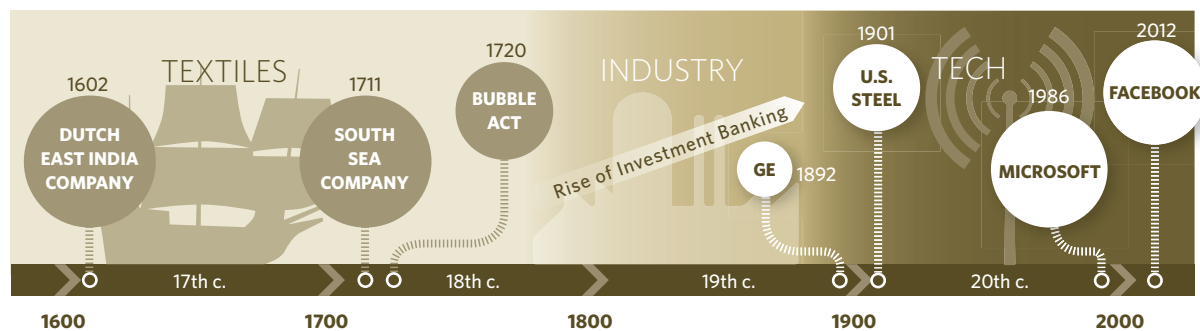 TEXTILES
INDUSTRY
TECH
1602
DUTCH
EAST INDIA
COMPANY
1711
SOUTH
SEA
COMPANY
1720
BUBBLE
ACT
Rise of Investment Banking
GE
1892
1901
U.S.
STEEL
1986
MICROSOFT
2012
FACEBOOK
17th c.
18th c.
19th c.
20th c.
1600
1700
1800
1900
2000